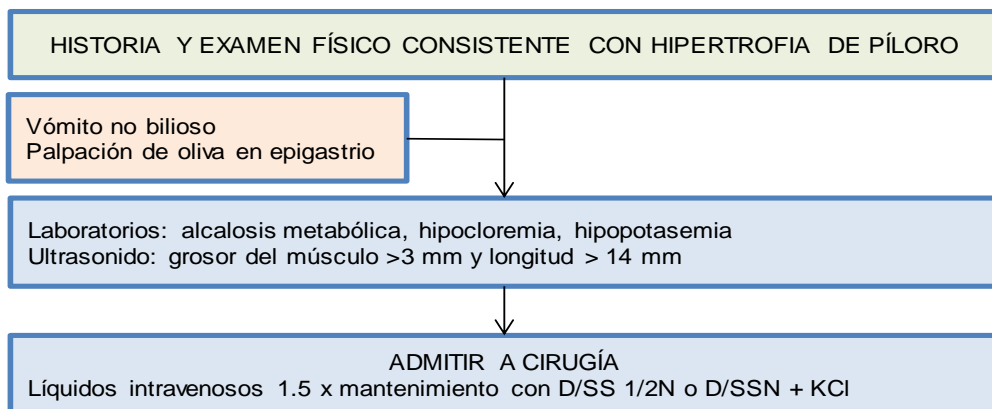 HISTORIA Y EXAMEN FÍSICO CONSISTENTE CON HIPERTROFIA DE PÍLORO
Vómito no bilioso
Palpación de oliva en epigastrio
Laboratorios: alcalosis metabólica, hipocloremia, hipopotasemia
Ultrasonido: grosor del músculo >3 mm y longitud > 14 mm
ADMITIR A CIRUGÍA
Líquidos intravenosos 1.5 x mantenimiento con D/SS 1/2N o D/SSN + KCl